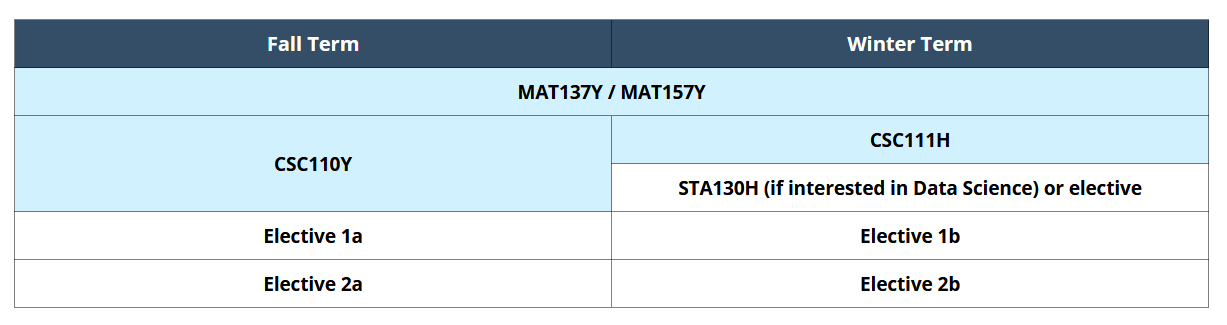 Fall Term
Winter Term
MAT137Y / MAT157Y
CSC110Y
CSC111H
STA130H (if interested in Data Science) or elective
Elective 1a
Elective 1b
Elective 2a
Elective 2b